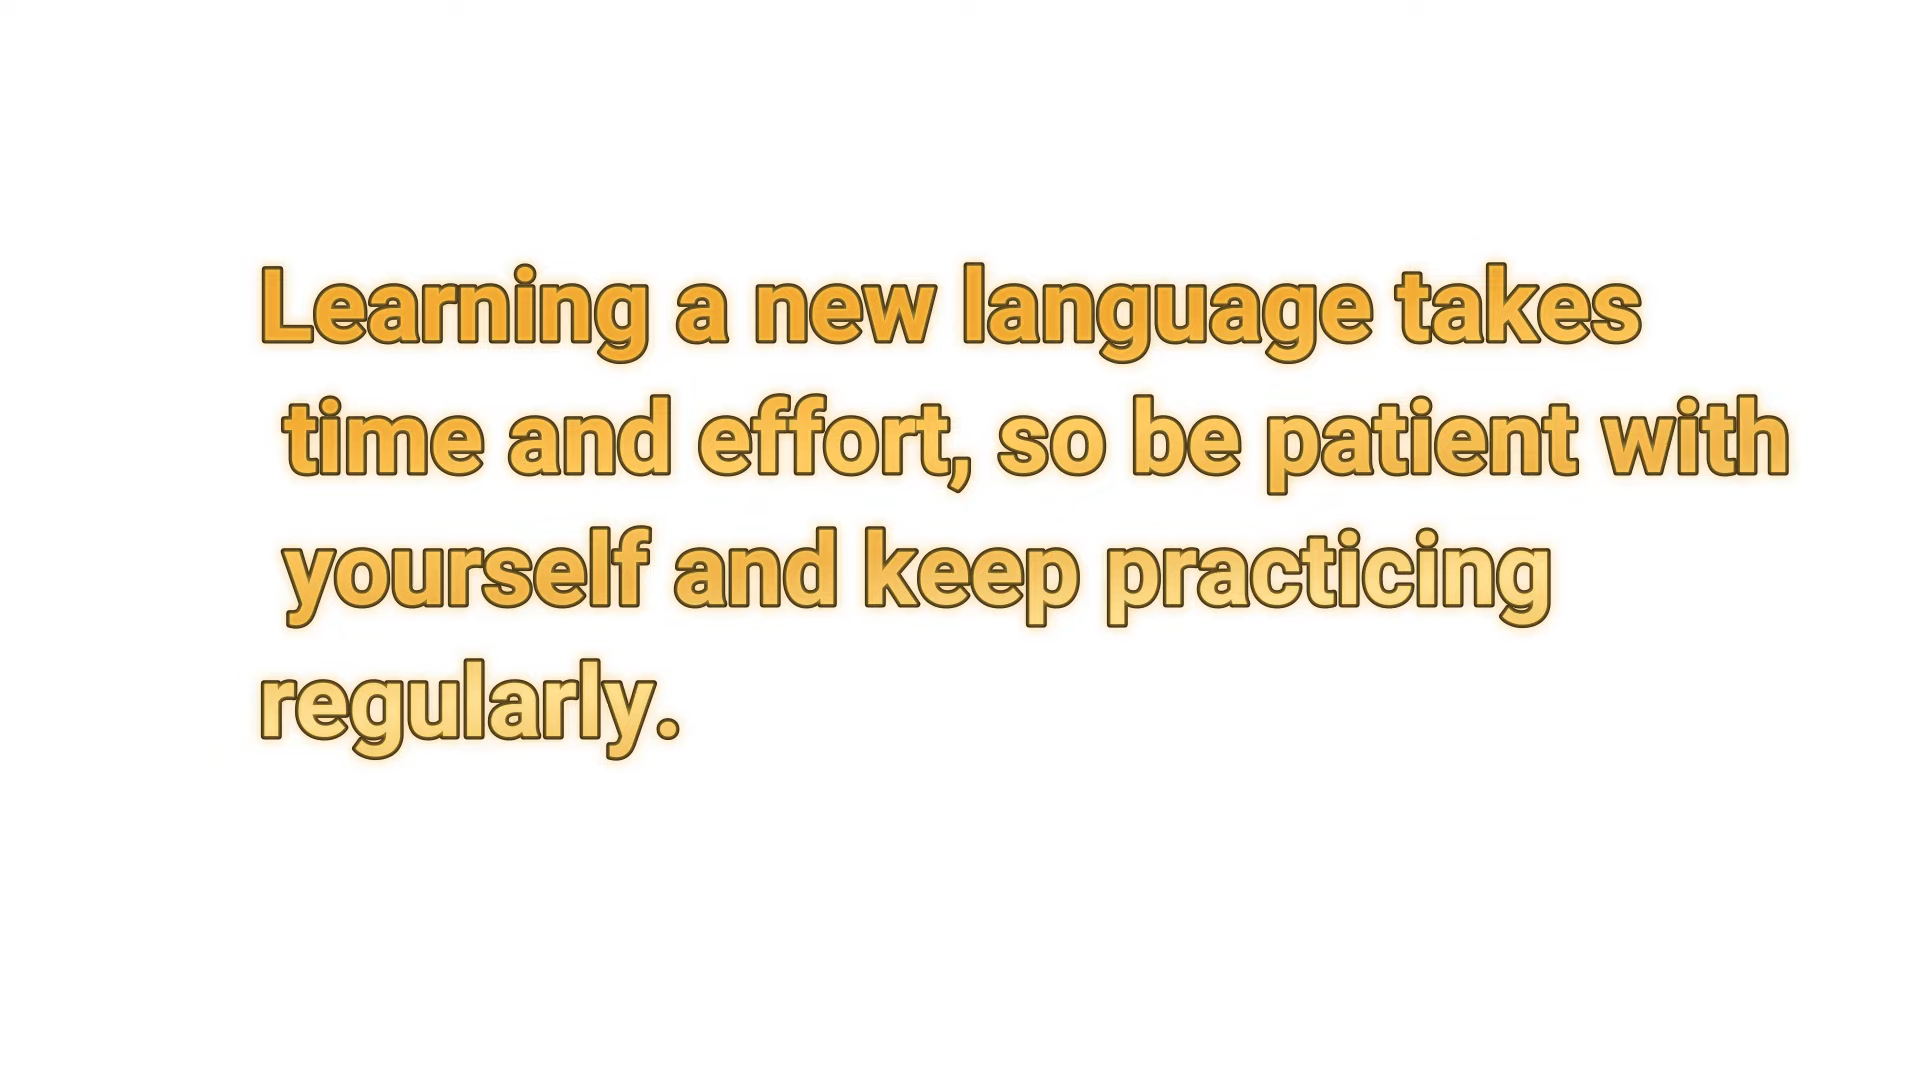 Learning a new language takes
time and effort, so be patient with
yourself and keep practicing
regularly.